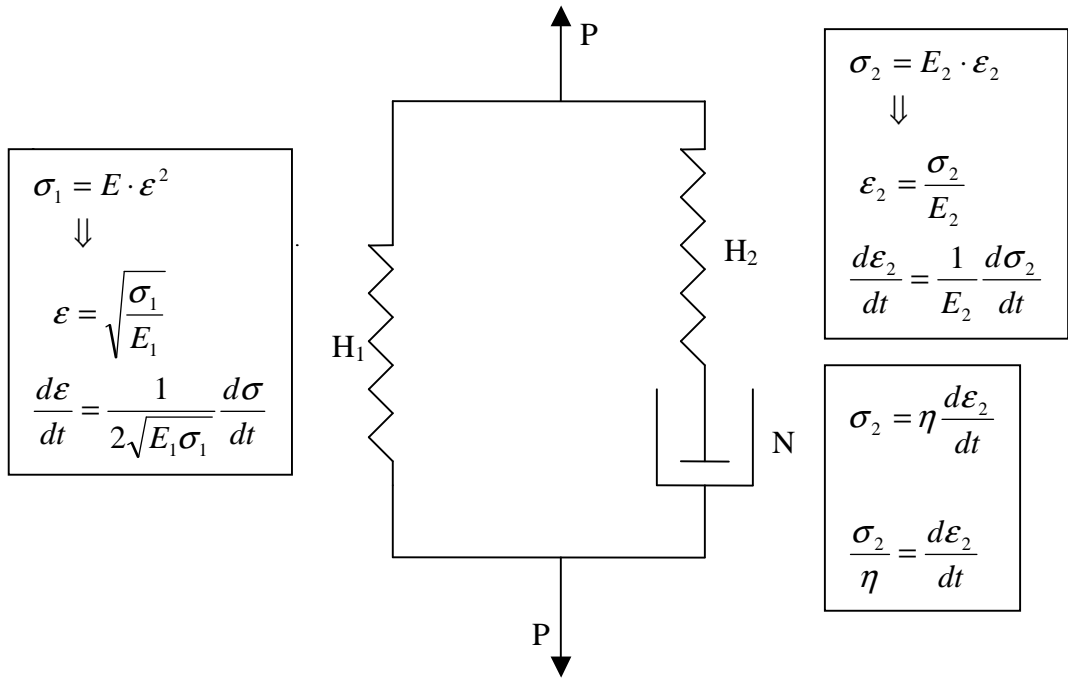 P
σ₂ = E₂ · ε₂
⇓
ε₂ = σ₂ / E₂
dε₂/dt = 1/E₂ dσ₂/dt
σ₁ = E · ε²
⇓
ε = √(σ₁/E₁)
dε/dt = 1/(2√(E₁σ₁)) dσ/dt
H₁
H₂
N
σ₂ = η dε₂/dt
σ₂/η = dε₂/dt
P